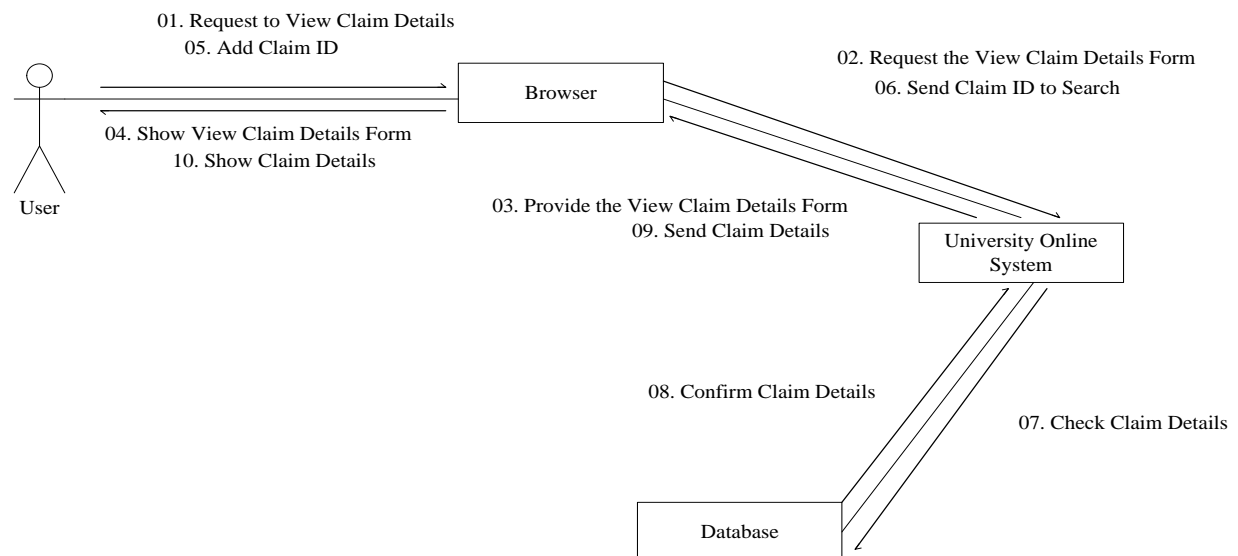 01. Request to View Claim Details
05. Add Claim ID
02. Request the View Claim Details Form
06. Send Claim ID to Search
Browser
04. Show View Claim Details Form
10. Show Claim Details
User
03. Provide the View Claim Details Form
09. Send Claim Details
University Online
System
08. Confirm Claim Details
07. Check Claim Details
Database